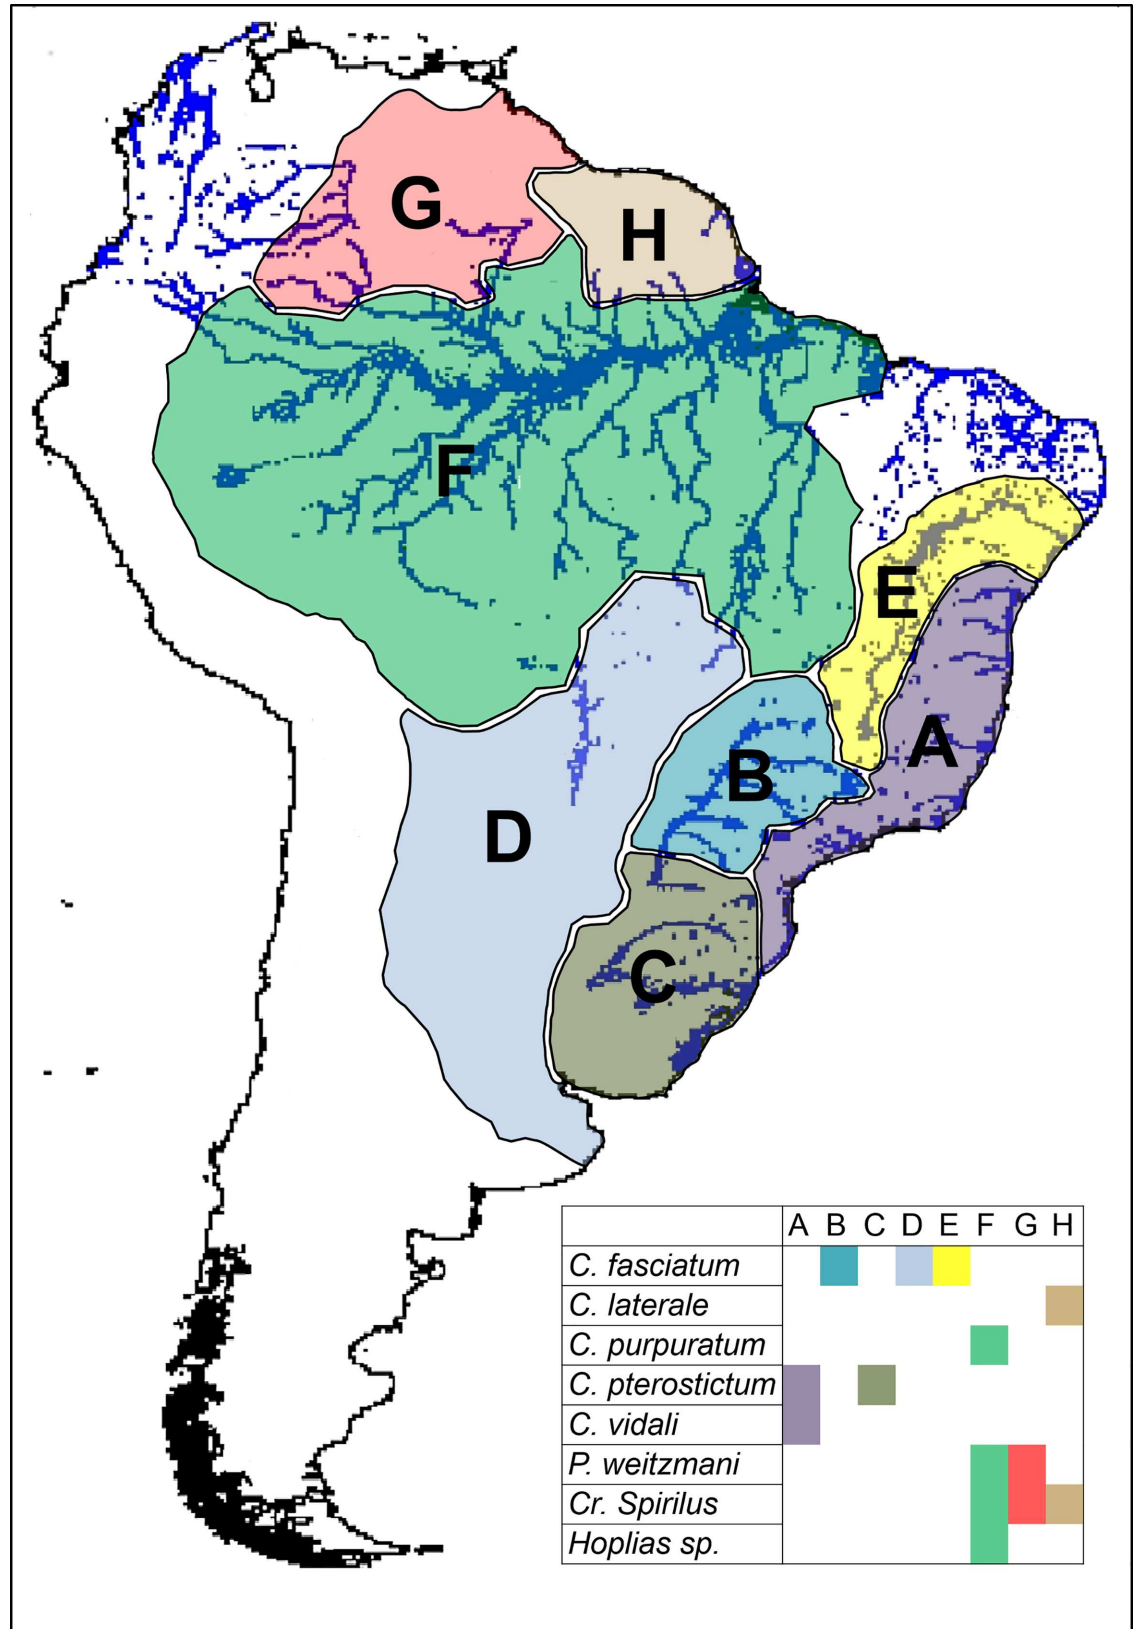 G
H
F
E
A
B
D
C
A B C D E F G H
C. fasciatum
C. laterale
C. purpuratum
C. pterostictum
C. vidali
P. weitzmani
Cr. Spirilus
Hoplias sp.